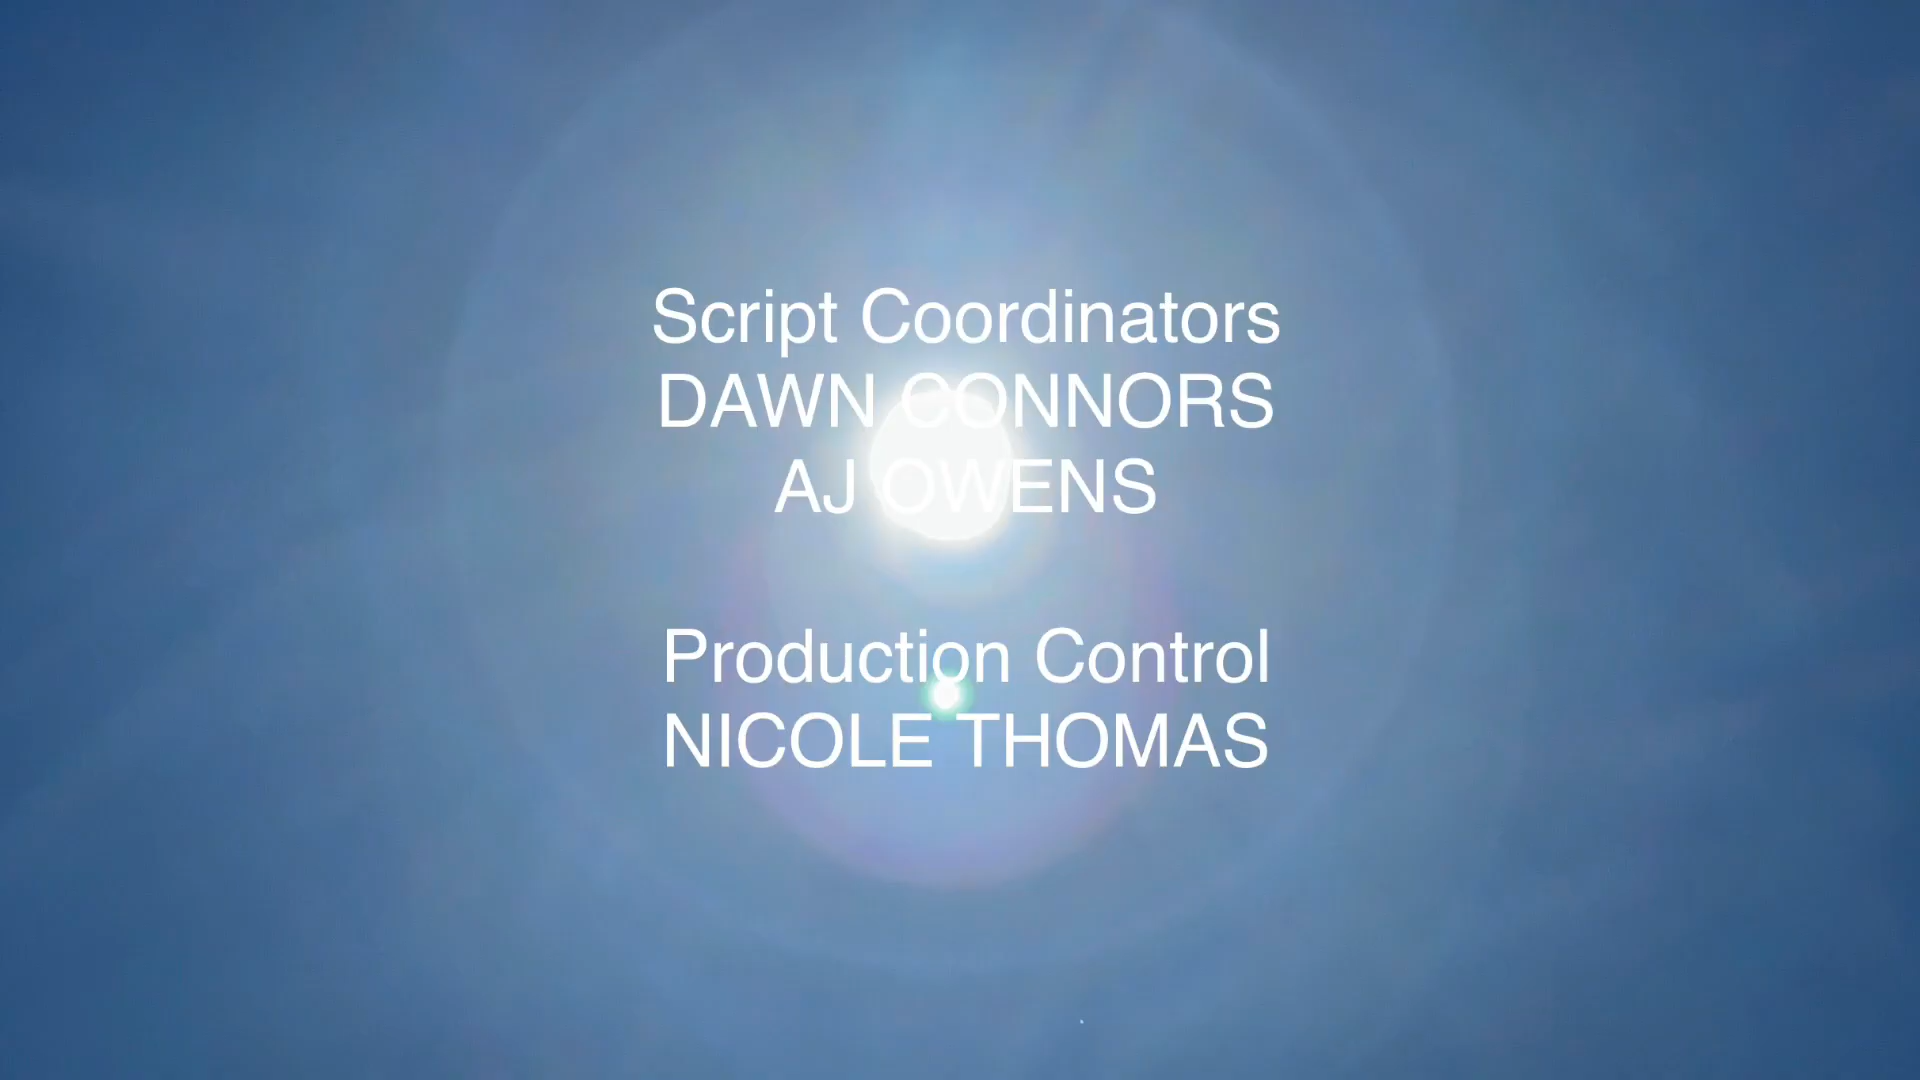 Script Coordinators
DAWN CONNORS
AJ OWENS
Production Control
NICOLE THOMAS